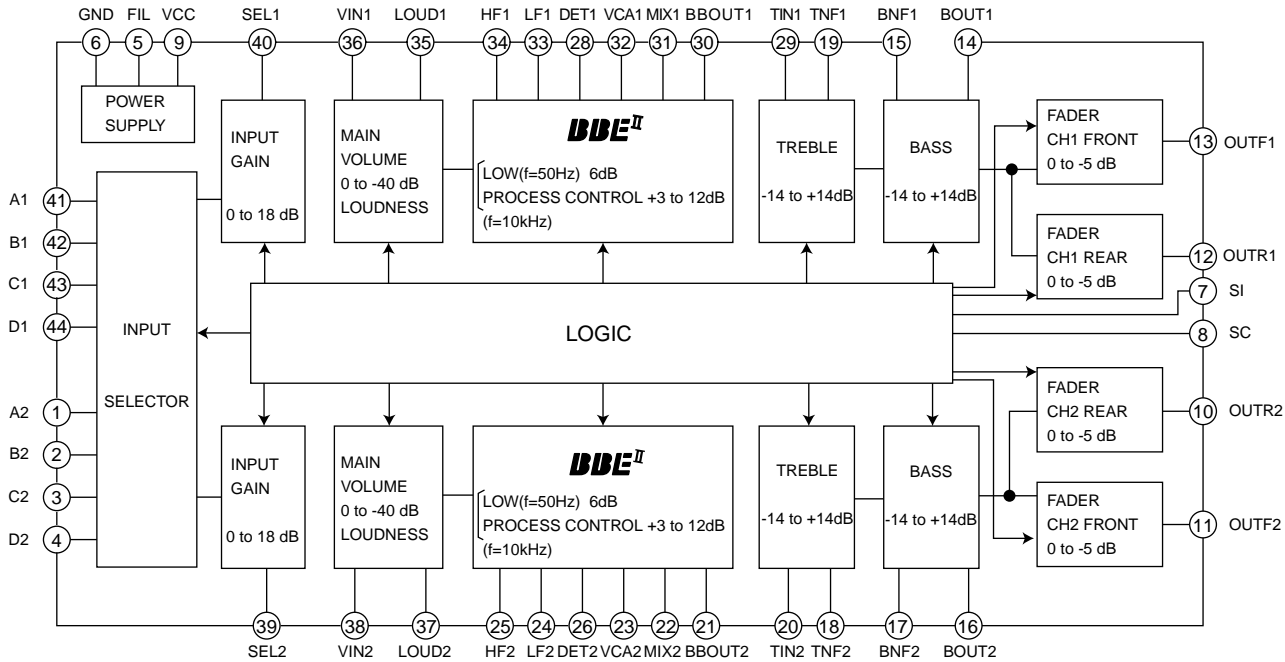 GND FIL VCC SEL1 VIN1 LOUD1 HF1 LF1 DET1 VCA1 MIX1 BBOUT1 TIN1 TNF1 BNF1 BOUT1
6 5 9 40 36 35 34 33 28 32 31 30 29 19 15 14
POWER
SUPPLY
INPUT
GAIN
0 to 18 dB
MAIN
VOLUME
0 to -40 dB
LOUDNESS
BBE II
LOW(f=50Hz) 6dB
PROCESS CONTROL +3 to 12dB
(f=10kHz)
TREBLE
-14 to +14dB
BASS
-14 to +14dB
FADER
CH1 FRONT
0 to -5 dB
13 OUTF1
FADER
CH1 REAR
0 to -5 dB
12 OUTR1
7 SI
8 SC
A1 41
B1 42
C1 43
D1 44
A2 1
B2 2
C2 3
D2 4
INPUT
SELECTOR
LOGIC
FADER
CH2 REAR
0 to -5 dB
10 OUTR2
FADER
CH2 FRONT
0 to -5 dB
11 OUTF2
INPUT
GAIN
0 to 18 dB
MAIN
VOLUME
0 to -40 dB
LOUDNESS
BBE II
LOW(f=50Hz) 6dB
PROCESS CONTROL +3 to 12dB
(f=10kHz)
TREBLE
-14 to +14dB
BASS
-14 to +14dB
39 38 37 25 24 26 23 22 21 20 18 17 16
SEL2 VIN2 LOUD2 HF2 LF2 DET2 VCA2 MIX2 BBOUT2 TIN2 TNF2 BNF2 BOUT2